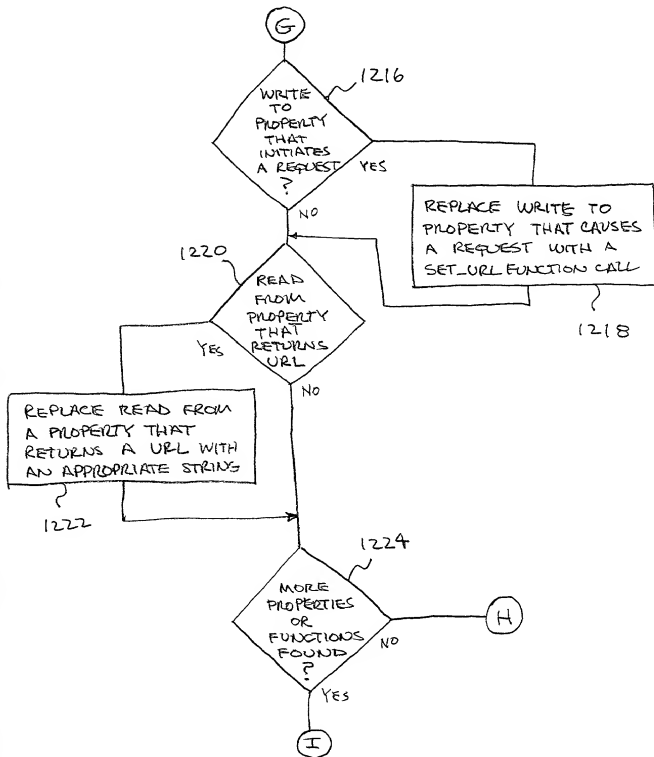 G
1216
WRITE
TO
PROPERTY
THAT
INITIATES
A REQUEST
?
YES
NO
REPLACE WRITE TO
PROPERTY THAT CAUSES
A REQUEST WITH A
SET_URL FUNCTION CALL
1218
1220
READ
FROM
PROPERTY
THAT
RETURNS
URL
YES
NO
REPLACE READ FROM
A PROPERTY THAT
RETURNS A URL WITH
AN APPROPRIATE STRING
1222
1224
MORE
PROPERTIES
OR
FUNCTIONS
FOUND
?
NO
H
YES
I